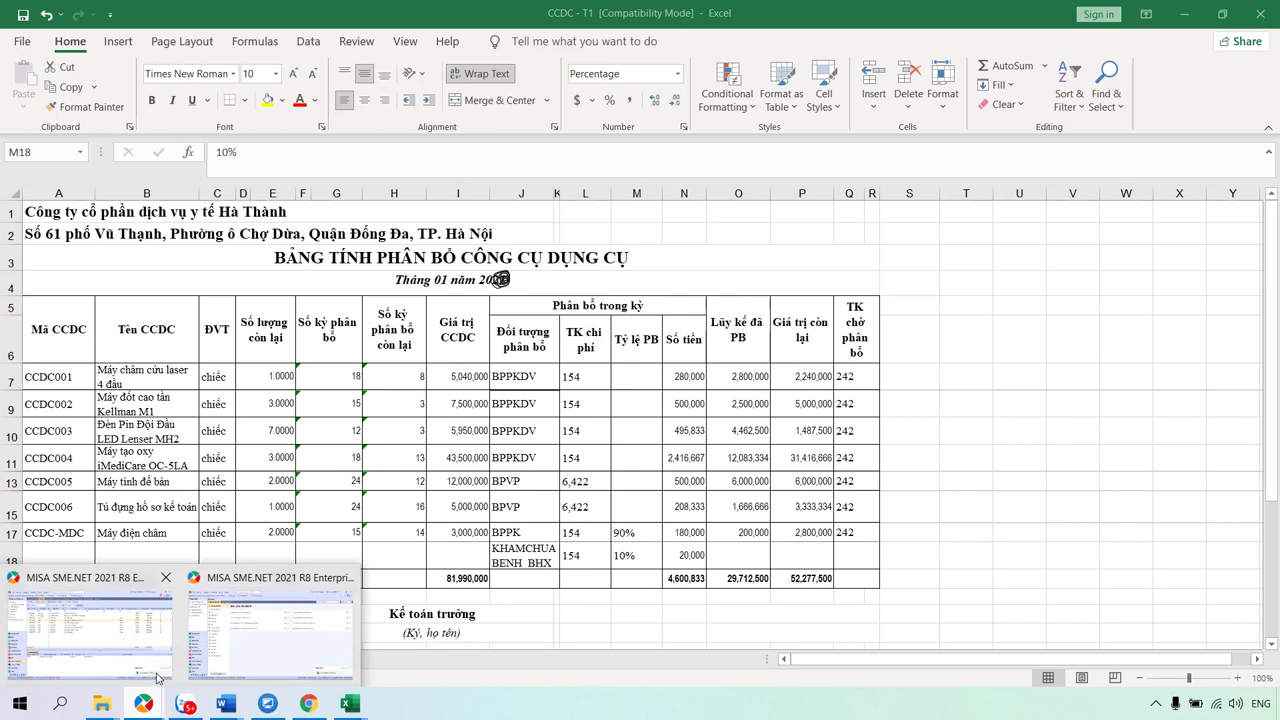 CCDC - T1 [Compatibility Mode] - Excel
Sign in
File Home Insert Page Layout Formulas Data Review View Help Tell me what you want to do Share
Paste
Cut
Copy
Format Painter
Clipboard
Times New Roman 10
B I U
Font
Wrap Text
Merge & Center
Alignment
Percentage
$ % ,
Number
Conditional Formatting
Format as Table
Cell Styles
Styles
Insert
Delete
Format
Cells
AutoSum
Fill
Clear
Sort & Filter
Find & Select
Editing
M18 fx 10%
A B C D E F G H I J K L M N O P Q R S T U V W X Y
1 Công ty cổ phần dịch vụ y tế Hà Thành
2 Số 61 phố Vũ Thạnh, Phường ô Chợ Dừa, Quận Đống Đa, TP. Hà Nội
3 BẢNG TÍNH PHÂN BỔ CÔNG CỤ DỤNG CỤ
4 Tháng 01 năm
5 Mã CCDC Tên CCDC ĐVT Số lượng còn lại Số kỳ phân bổ Số kỳ phân bổ còn lại Giá trị CCDC Phân bổ trong kỳ Lũy kế đã PB Giá trị còn lại TK chờ phân bổ
6 Đối tượng phân bổ TK chi phí Tỷ lệ PB Số tiền
7 CCDC001 Máy châm cứu laser 4 đầu chiếc 1.0000 18 8 5,040,000 BPPKDV 154 280,000 2,800,000 2,240,000 242
9 CCDC002 Máy đốt cao tần Kellman M1 chiếc 3.0000 15 3 7,500,000 BPPKDV 154 500,000 2,500,000 5,000,000 242
10 CCDC003 Đèn Pin Đội Đầu LED Lenser MH2 chiếc 7.0000 12 3 5,950,000 BPPKDV 154 495,833 4,462,500 1,487,500 242
11 CCDC004 Máy tạo oxy iMediCare OC-5LA chiếc 3.0000 18 13 43,500,000 BPPKDV 154 2,416,667 12,083,334 31,416,666 242
13 CCDC005 Máy tính để bàn chiếc 2.0000 24 12 12,000,000 BPVP 6,422 500,000 6,000,000 6,000,000 242
15 CCDC006 Tủ đựng hồ sơ kế toán chiếc 1.0000 24 16 5,000,000 BPVP 6,422 208,333 1,666,666 3,333,334 242
17 CCDC-MDC Máy điện châm chiếc 2.0000 15 14 3,000,000 BPPK 154 90% 180,000 200,000 2,800,000 242
18 KHAMCHUA BENH_BHX 154 10% 20,000
81,990,000 4,600,833 29,712,500 52,277,500
Kế toán trưởng
(Ký, họ tên)
MISA SME.NET 2021 R8 E...
MISA SME.NET 2021 R8 Enterpri...
100%
5+
ENG